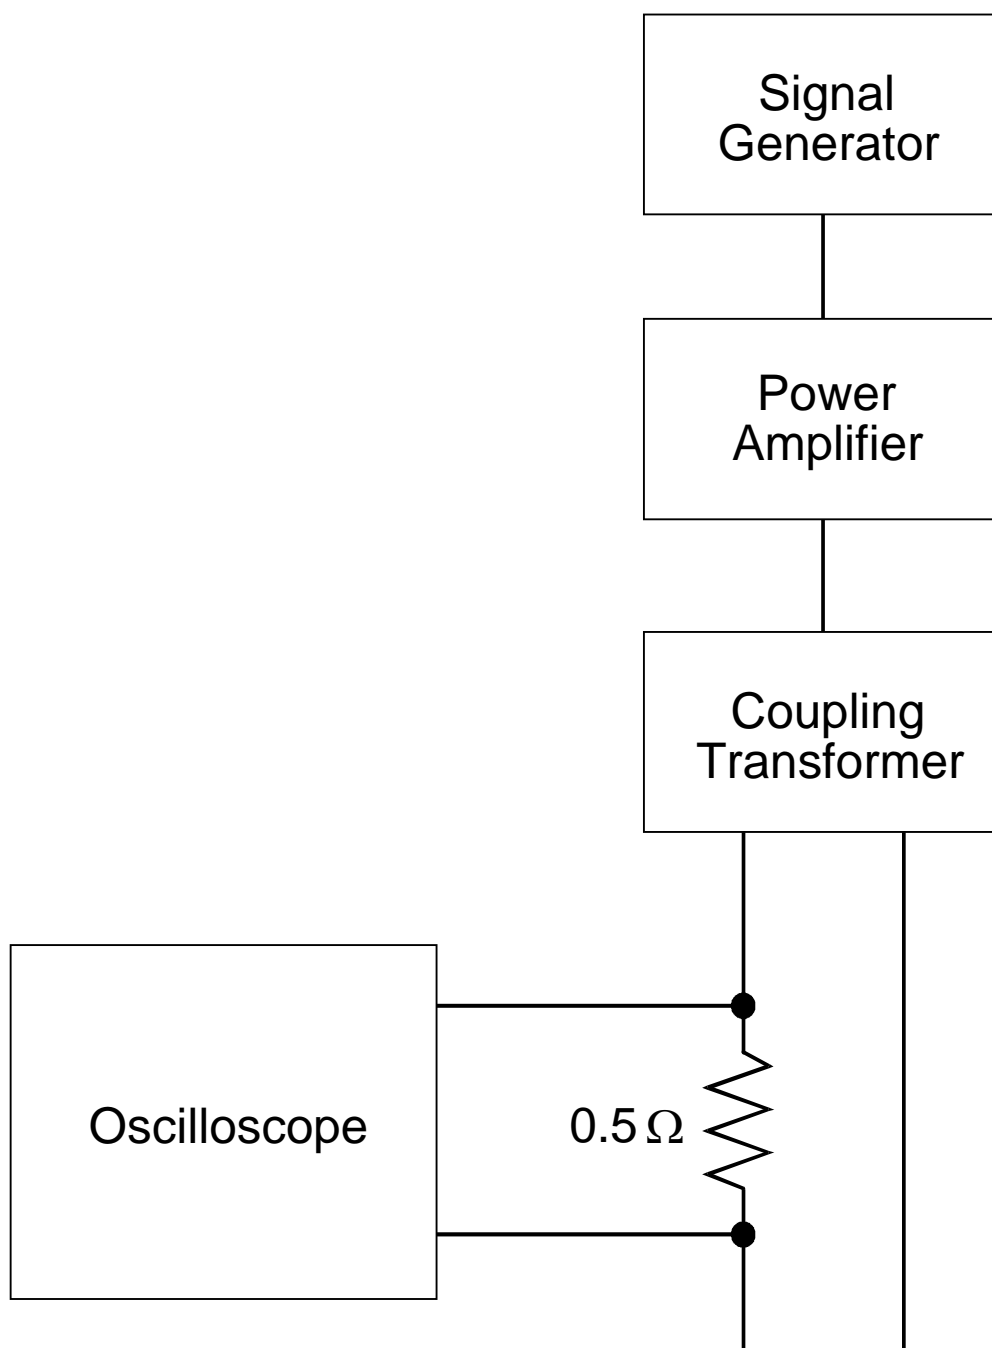 Signal
Generator
Power
Amplifier
Coupling
Transformer
Oscilloscope
0.5 Ω